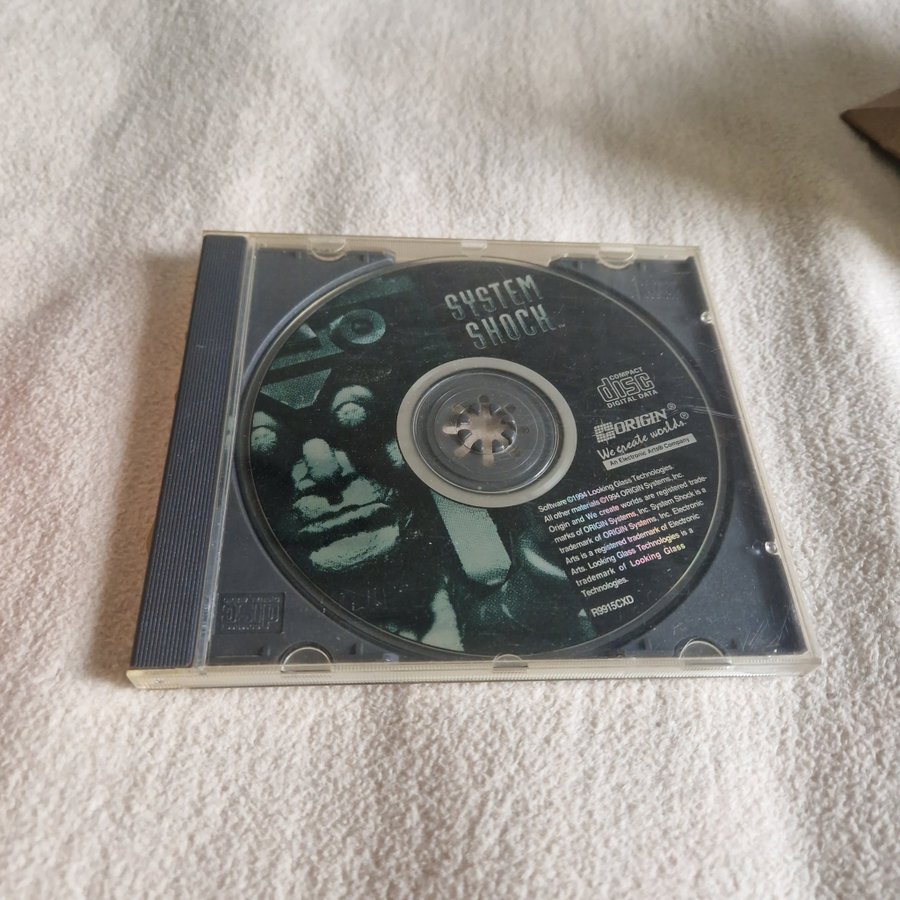 SYSTEM
SHOCK
COMPACT
disc
DIGITAL DATA
ORIGIN®
We create worlds.®
An Electronic Arts® Company
Software ©1994 Looking Glass Technologies.
All other materials ©1994 ORIGIN Systems, Inc.
Origin and We create worlds are registered trade-
marks of ORIGIN Systems, Inc. System Shock is a
trademark of ORIGIN Systems, Inc. Electronic
Arts is a registered trademark of Electronic
Arts. Looking Glass Technologies is a
trademark of Looking Glass
Technologies.
R9915CXD